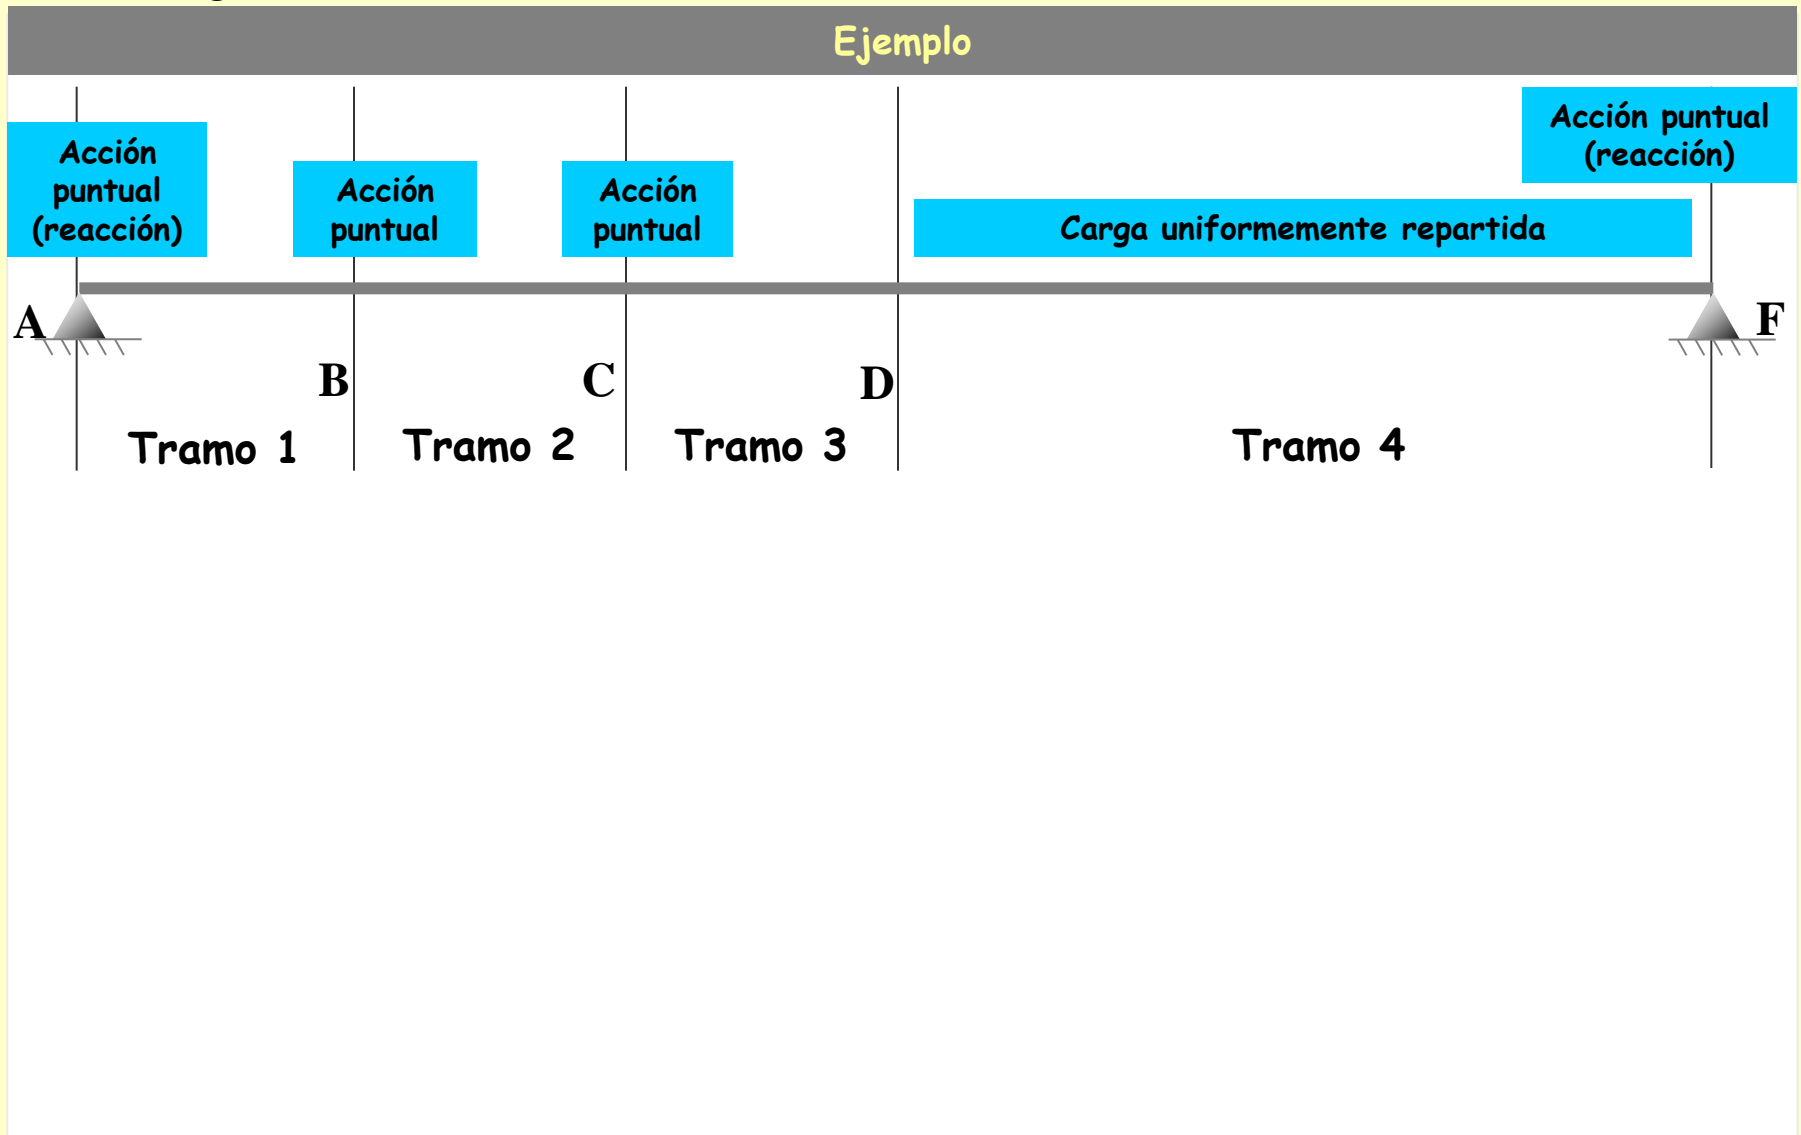 Ejemplo
Acción
puntual
(reacción)
Acción
puntual
Acción
puntual
Carga uniformemente repartida
Acción puntual
(reacción)
A
B
C
D
F
Tramo 1
Tramo 2
Tramo 3
Tramo 4